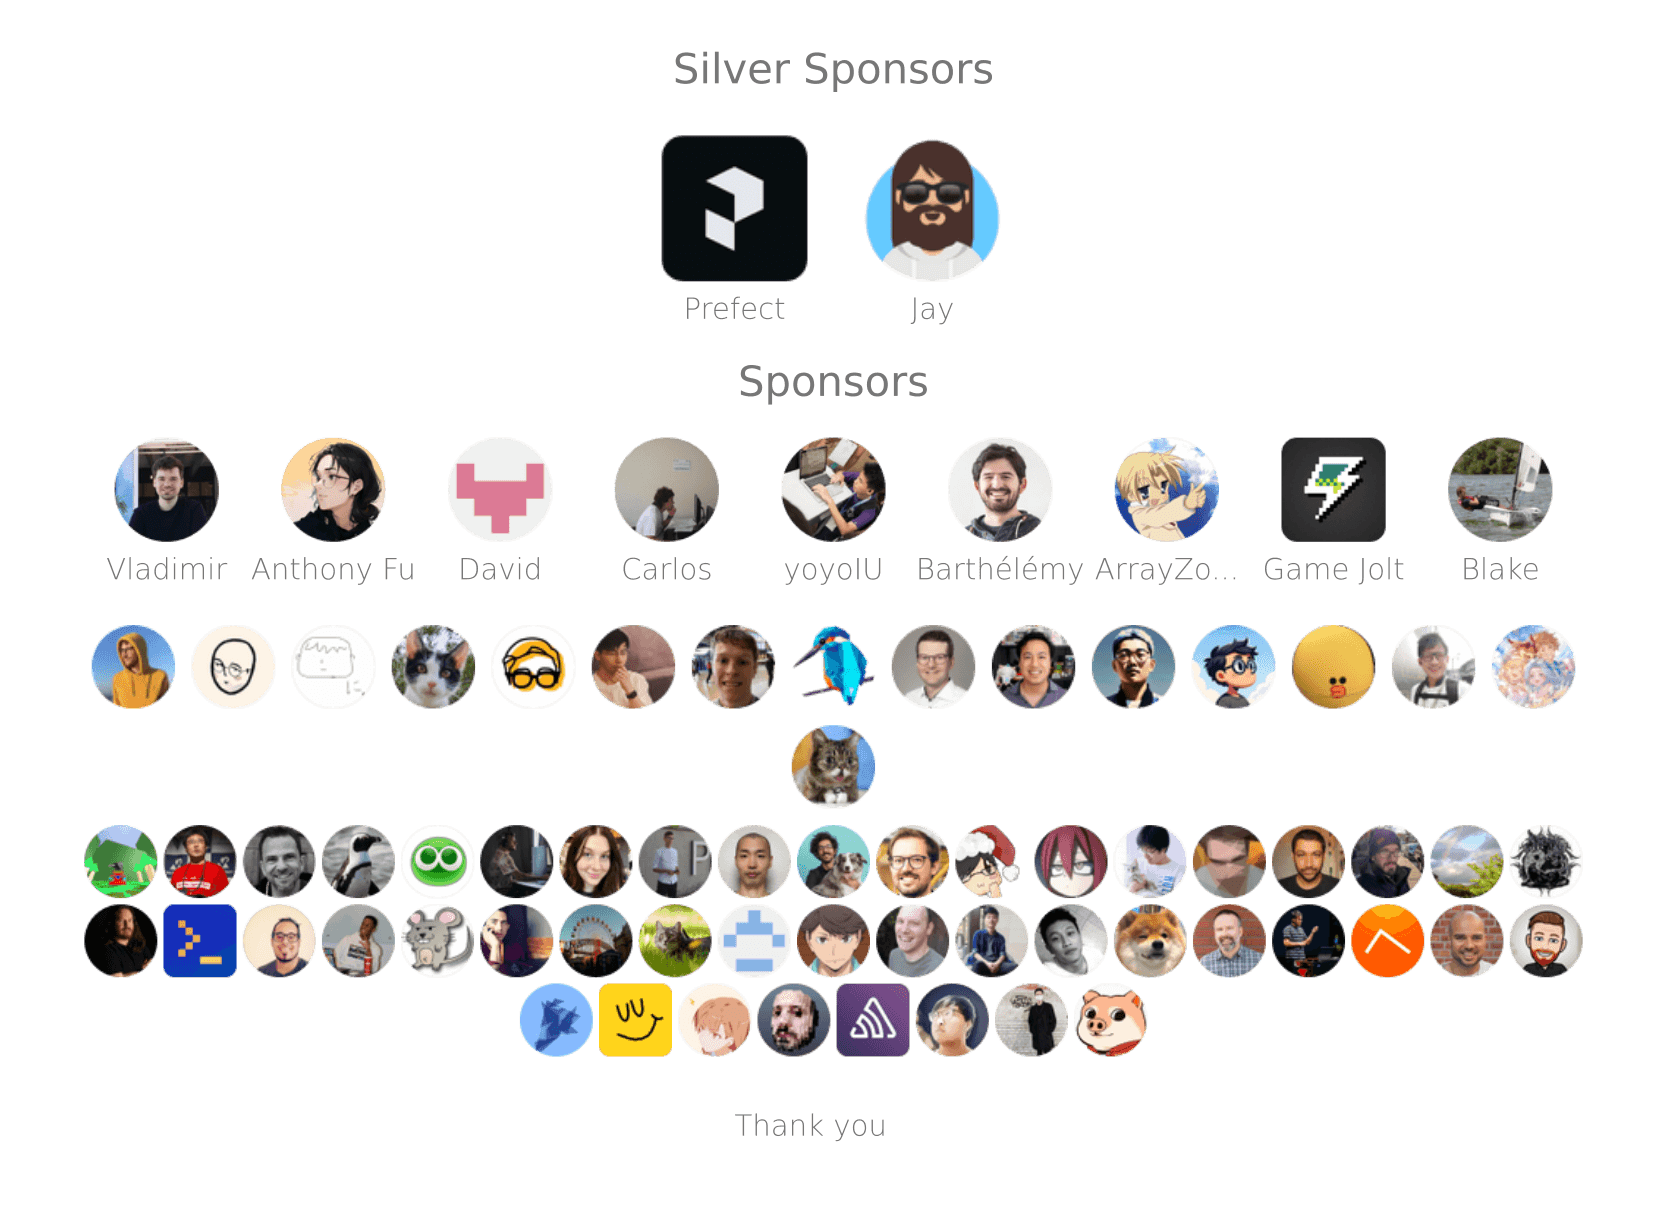 Silver Sponsors
Prefect Jay
Sponsors
Vladimir Anthony Fu David Carlos yoyoIU Barthélémy ArrayZo... Game Jolt Blake
Thank you